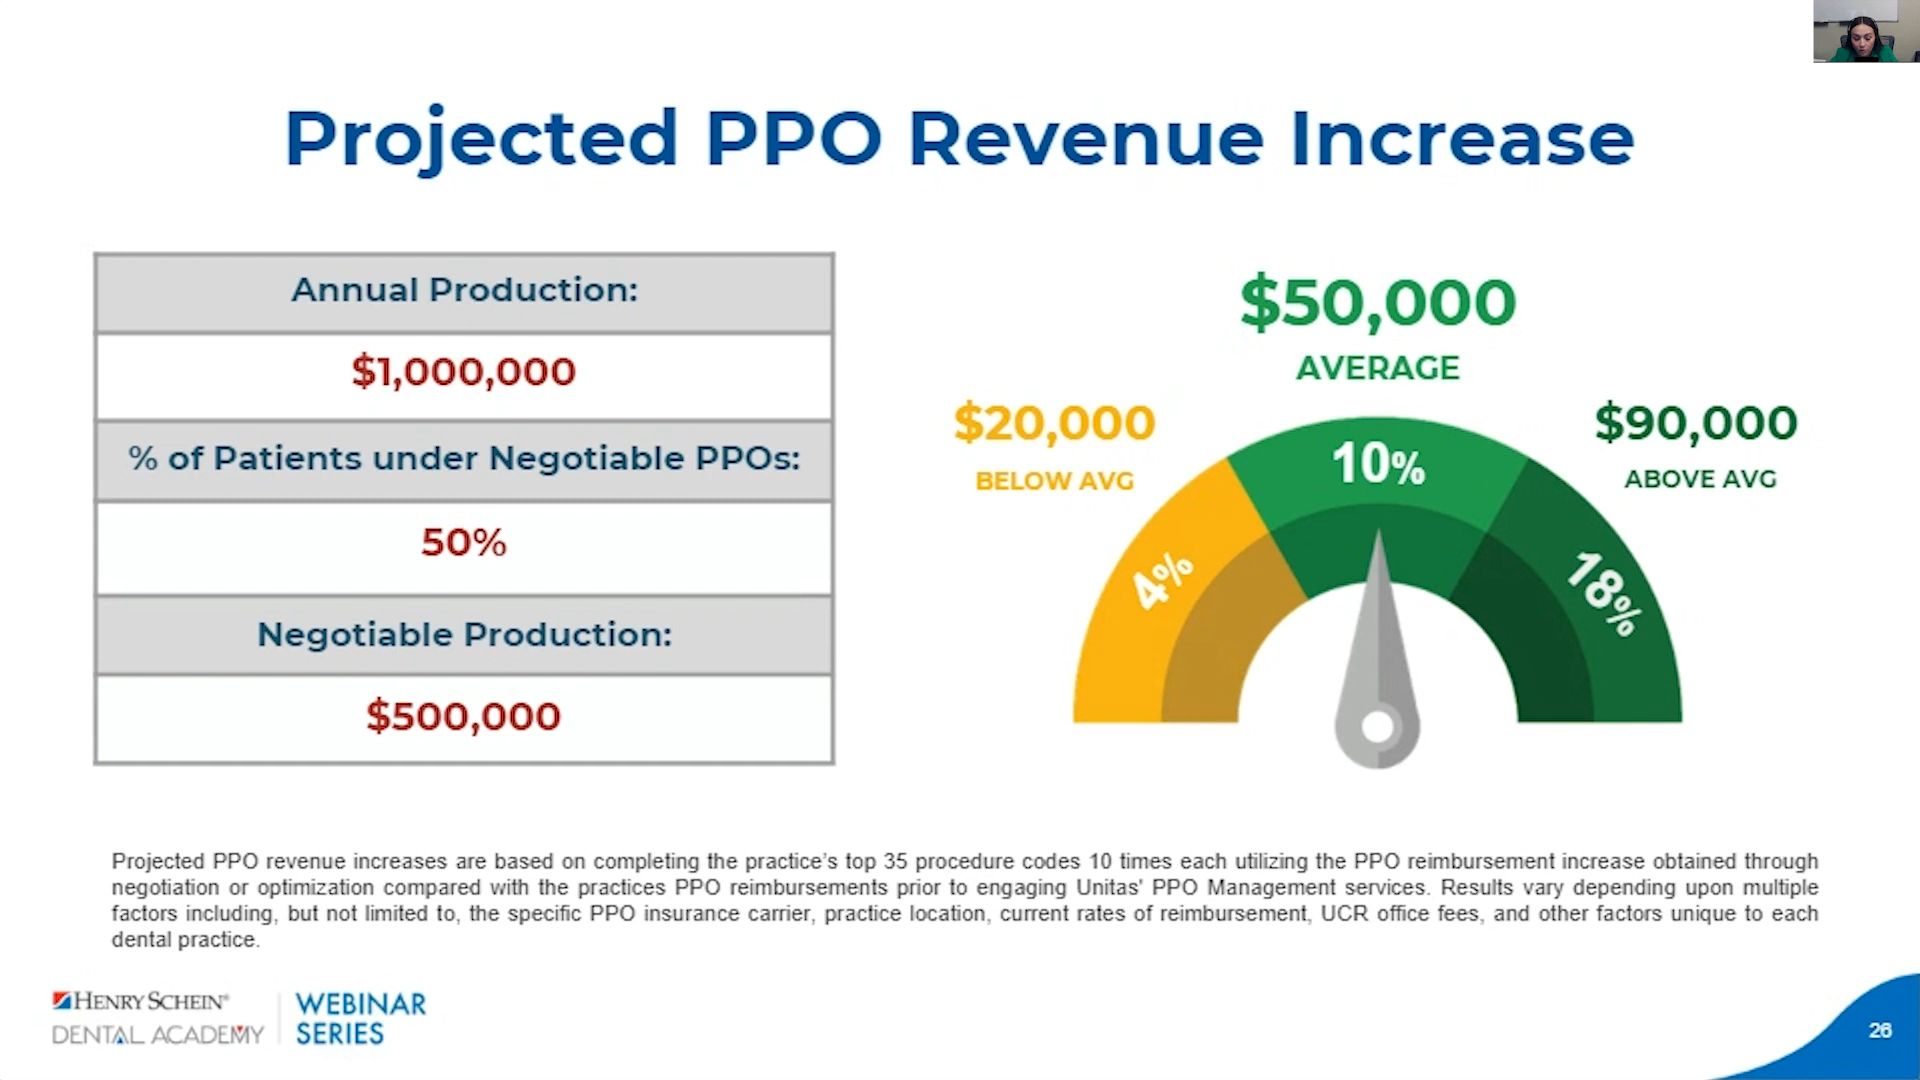 Projected PPO Revenue Increase
Annual Production:
$1,000,000
% of Patients under Negotiable PPOs:
50%
Negotiable Production:
$500,000
$50,000
AVERAGE
$20,000
BELOW AVG
$90,000
ABOVE AVG
4%
10%
18%
Projected PPO revenue increases are based on completing the practice's top 35 procedure codes 10 times each utilizing the PPO reimbursement increase obtained through
negotiation or optimization compared with the practices PPO reimbursements prior to engaging Unitas' PPO Management services. Results vary depending upon multiple
factors including, but not limited to, the specific PPO insurance carrier, practice location, current rates of reimbursement, UCR office fees, and other factors unique to each
dental practice.
HENRY SCHEIN®
DENTAL ACADEMY
WEBINAR
SERIES
26